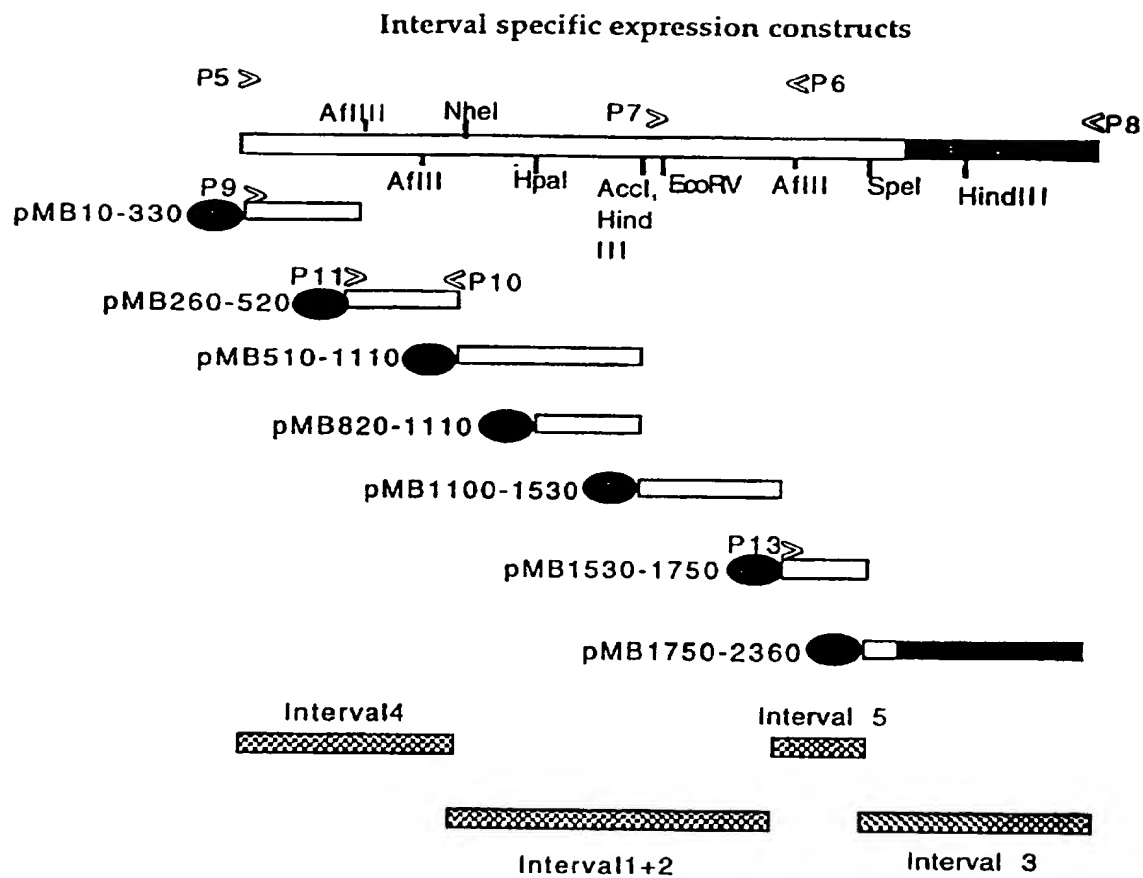 Interval specific expression constructs
P5
P6
AflIII
NheI
P7
P8
AflII
HpaI
AccI,
Hind
III
EcoRV
AflII
SpeI
HindIII
P9
pMB10-330
P11
P10
pMB260-520
pMB510-1110
pMB820-1110
pMB1100-1530
P13
pMB1530-1750
pMB1750-2360
Interval4
Interval 5
Interval1+2
Interval 3